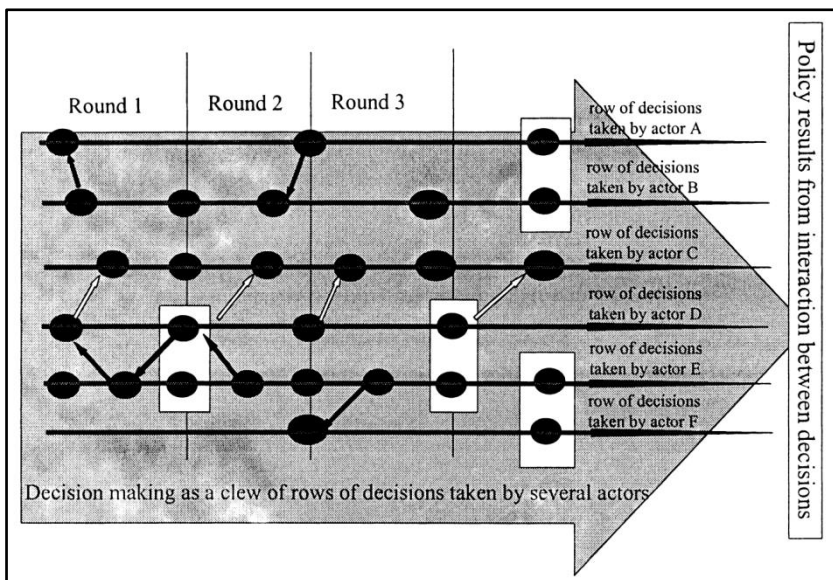 Round 1
Round 2
Round 3
row of decisions
taken by actor A
row of decisions
taken by actor B
row of decisions
taken by actor C
row of decisions
taken by actor D
row of decisions
taken by actor E
row of decisions
taken by actor F
Decision making as a clew of rows of decisions taken by several actors
Policy results from interaction between decisions